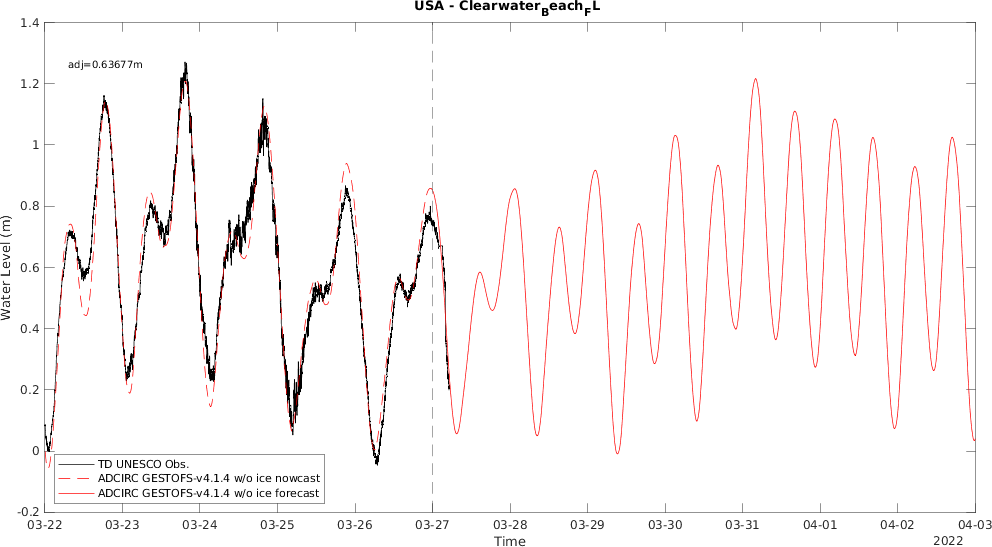 USA - ClearwaterBeachFL
adj=0.63677m
1.4
1.2
1
0.8
0.6
0.4
0.2
0
-0.2
Water Level (m)
TD UNESCO Obs.
ADCIRC GESTOFS-v4.1.4 w/o ice nowcast
ADCIRC GESTOFS-v4.1.4 w/o ice forecast
03-22 03-23 03-24 03-25 03-26 03-27 03-28 03-29 03-30 03-31 04-01 04-02 04-03
Time
2022